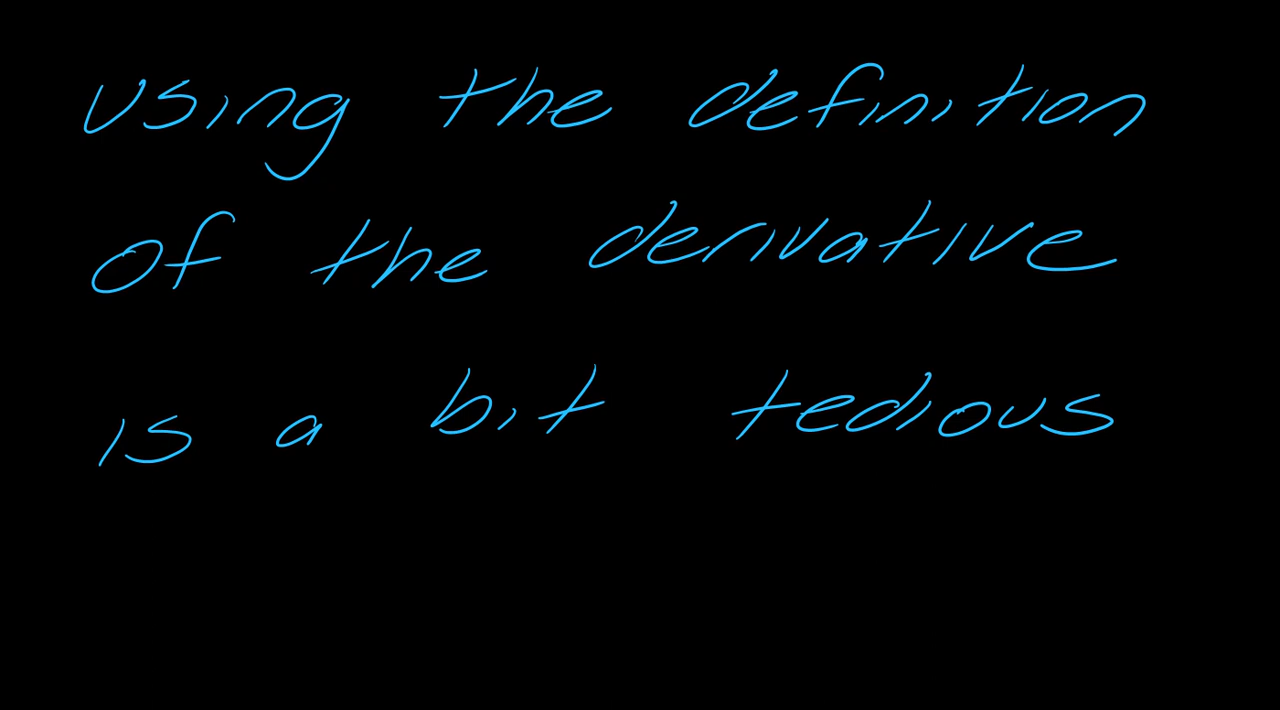 using the definition
of the derivative
is a bit tedious